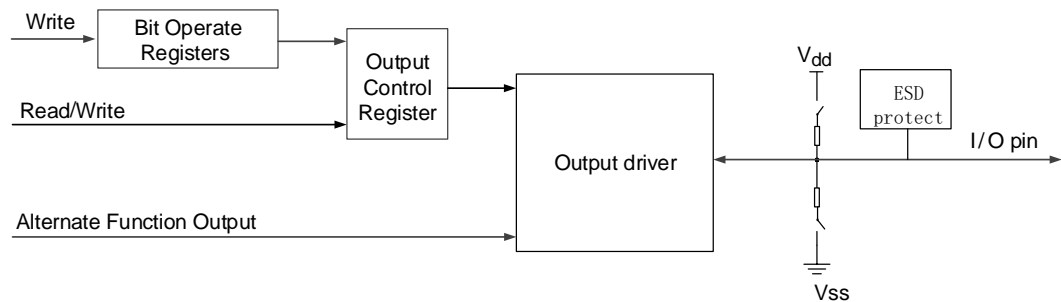 Write
Bit Operate
Registers
Output
Control
Register
Read/Write
Alternate Function Output
Output driver
Vdd
ESD
protect
I/O pin
Vss